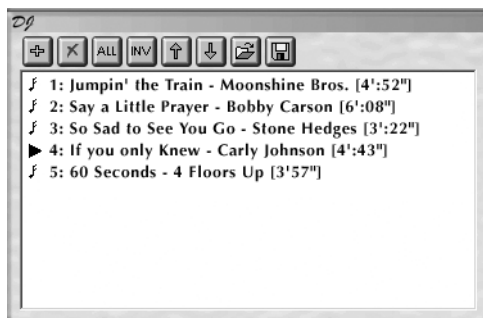 DJ
ALL INV
1: Jumpin' the Train - Moonshine Bros. [4':52"]
2: Say a Little Prayer - Bobby Carson [6':08"]
3: So Sad to See You Go - Stone Hedges [3':22"]
4: If you only Knew - Carly Johnson [4':43"]
5: 60 Seconds - 4 Floors Up [3'57"]